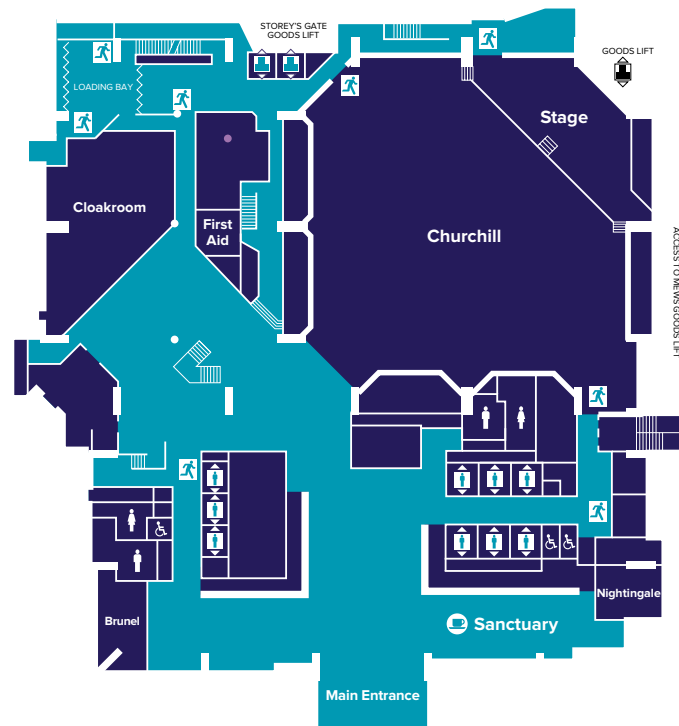 STOREY'S GATE
GOODS LIFT
GOODS LIFT
LOADING BAY
Stage
Cloakroom
First
Aid
Churchill
ACCESS TO MEWS GOODS LIFT
Brunel
Nightingale
Sanctuary
Main Entrance